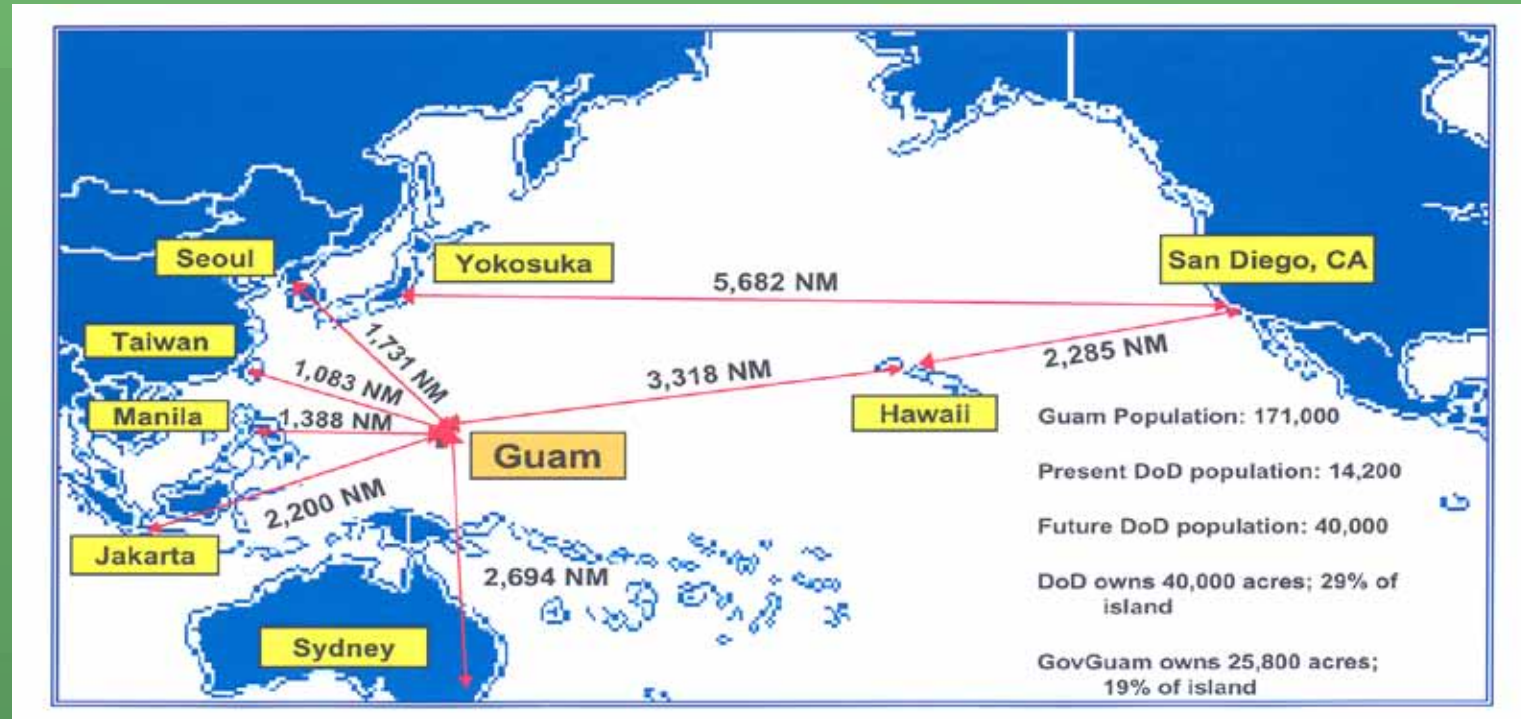 Seoul
Yokosuka
San Diego, CA
5,682 NM
Taiwan
1,731 NM
1,083 NM
3,318 NM
2,285 NM
Manila
1,388 NM
Hawaii
Guam
2,200 NM
Jakarta
2,694 NM
Sydney
Guam Population: 171,000
Present DoD population: 14,200
Future DoD population: 40,000
DoD owns 40,000 acres; 29% of
island
GovGuam owns 25,800 acres;
19% of island